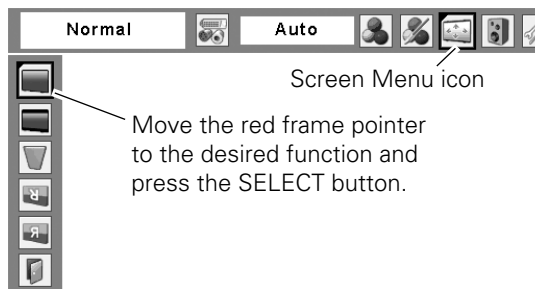 Normal Auto
Screen Menu icon
Move the red frame pointer
to the desired function and
press the SELECT button.